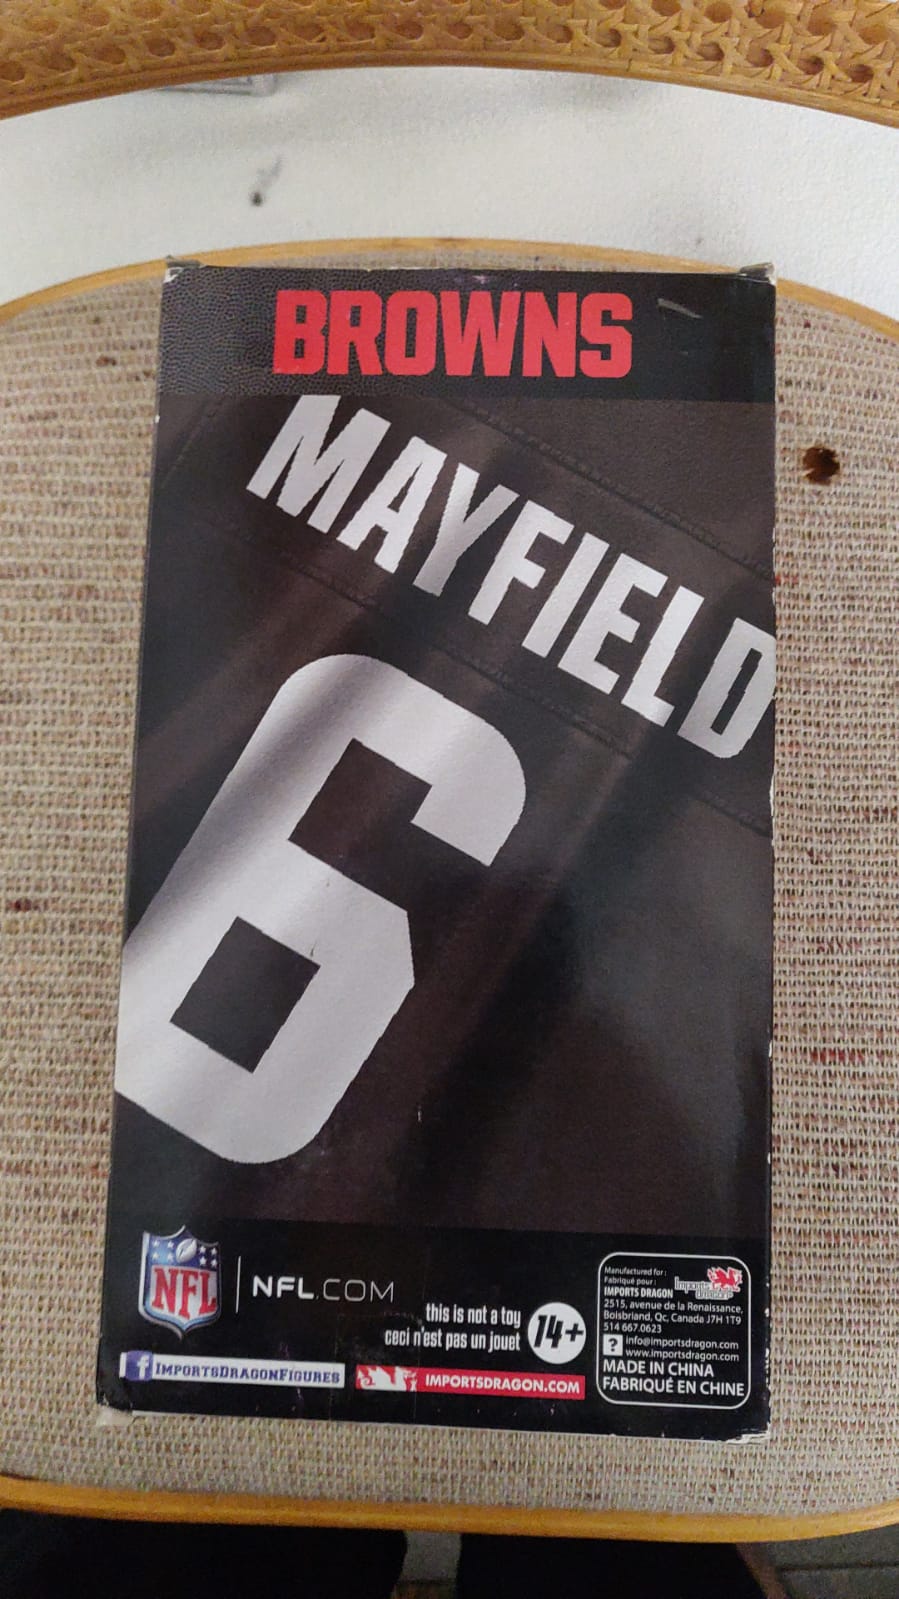 BROWNS
MAYFIELD
6
NFL
NFL.COM
this is not a toy
ceci n'est pas un jouet
14+
f IMPORTSDRAGONFIGURES
IMPORTSDRAGON.COM
Manufactured for :
Fabriqué pour :
IMPORTS DRAGON
Imports Dragon
2515, avenue de la Renaissance,
Boisbriand, Qc, Canada J7H 1T9
514 667.0623
? info@importsdragon.com
www.importsdragon.com
MADE IN CHINA
FABRIQUÉ EN CHINE